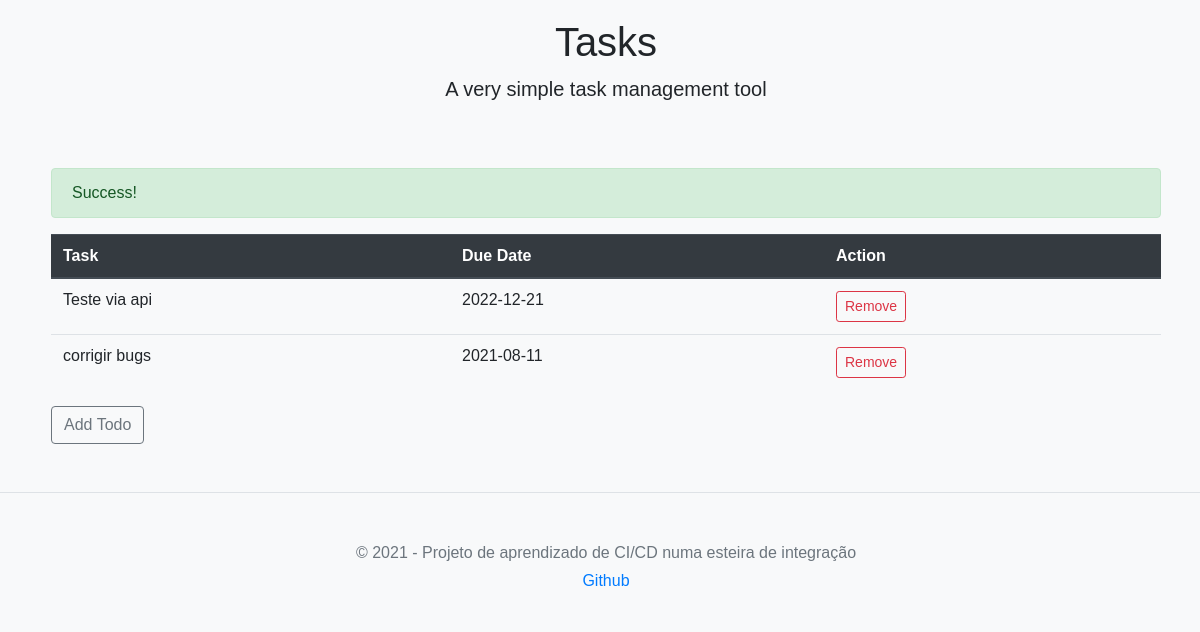 Tasks
A very simple task management tool
Success!
Task Due Date Action
Teste via api 2022-12-21 Remove
corrigir bugs 2021-08-11 Remove
Add Todo
© 2021 - Projeto de aprendizado de CI/CD numa esteira de integração
Github